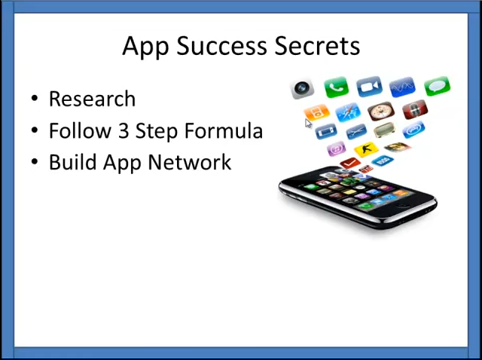 App Success Secrets
• Research
• Follow 3 Step Formula
• Build App Network